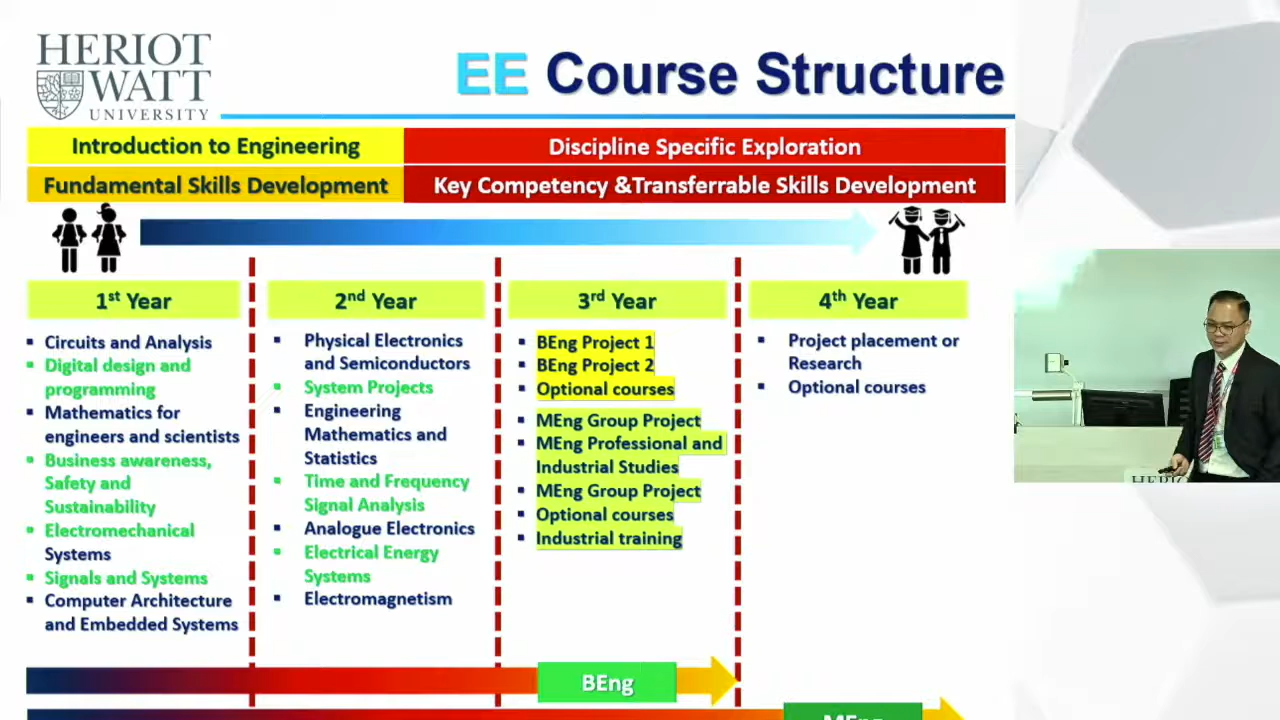 HERIOT
WATT
UNIVERSITY
EE Course Structure
Introduction to Engineering
Discipline Specific Exploration
Fundamental Skills Development
Key Competency &Transferrable Skills Development
1st Year
▪ Circuits and Analysis
▪ Digital design and
programming
▪ Mathematics for
engineers and scientists
▪ Business awareness,
Safety and
Sustainability
▪ Electromechanical
Systems
▪ Signals and Systems
▪ Computer Architecture
and Embedded Systems
2nd Year
▪ Physical Electronics
and Semiconductors
▪ System Projects
▪ Engineering
Mathematics and
Statistics
▪ Time and Frequency
Signal Analysis
▪ Analogue Electronics
▪ Electrical Energy
Systems
▪ Electromagnetism
3rd Year
▪ BEng Project 1
▪ BEng Project 2
▪ Optional courses
▪ MEng Group Project
▪ MEng Professional and
Industrial Studies
▪ MEng Group Project
▪ Optional courses
▪ Industrial training
4th Year
▪ Project placement or
Research
▪ Optional courses
BEng
MEng
HERIOT